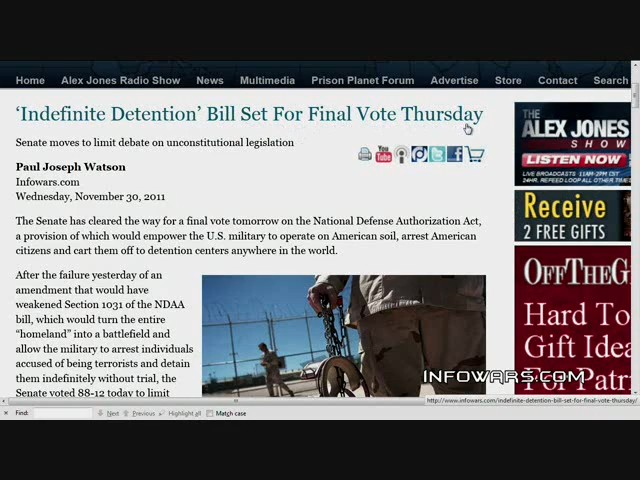 Home Alex Jones Radio Show News Multimedia Prison Planet Forum Advertise Store Contact Search
‘Indefinite Detention’ Bill Set For Final Vote Thursday
Senate moves to limit debate on unconstitutional legislation
You
Tube
Paul Joseph Watson
Infowars.com
Wednesday, November 30, 2011
The Senate has cleared the way for a final vote tomorrow on the National Defense Authorization Act,
a provision of which would empower the U.S. military to operate on American soil, arrest American
citizens and cart them off to detention centers anywhere in the world.
After the failure yesterday of an
amendment that would have
weakened Section 1031 of the NDAA
bill, which would turn the entire
“homeland” into a battlefield and
allow the military to arrest individuals
accused of being terrorists and detain
them indefinitely without trial, the
Senate voted 88-12 today to limit
THE
ALEX JONES
SHOW
LISTEN NOW
LIVE BROADCASTS 11AM-2PM CST
24HR. REFEED LOOP ALL OTHER TIMES
Receive
2 FREE GIFTS
OFF THE G
Hard To
Gift Idea
For Patri
INFOWARS.COM
http://www.infowars.com/indefinite-detention-bill-set-for-final-vote-thursday/
x Find: Next Previous Highlight all Match case